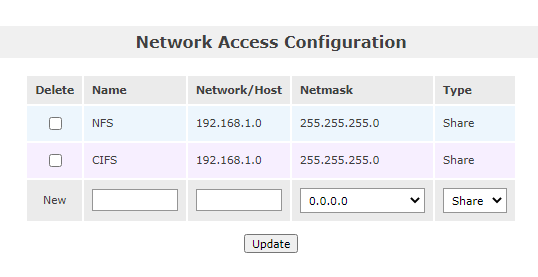 Network Access Configuration
Delete Name Network/Host Netmask Type
NFS 192.168.1.0 255.255.255.0 Share
CIFS 192.168.1.0 255.255.255.0 Share
New 0.0.0.0 Share
Update